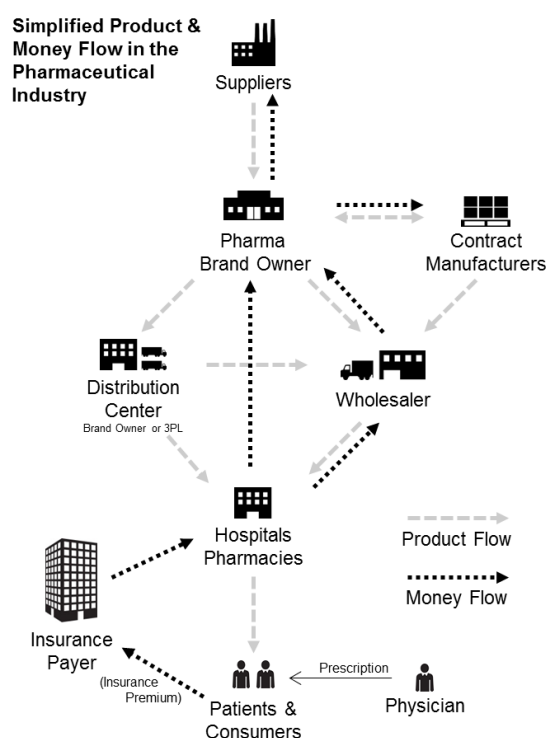 Simplified Product &
Money Flow in the
Pharmaceutical
Industry
Suppliers
Pharma
Brand Owner
Contract
Manufacturers
Distribution
Center
Brand Owner or 3PL
Wholesaler
Hospitals
Pharmacies
Product Flow
Money Flow
Insurance
Payer
(Insurance
Premium)
Patients &
Consumers
Prescription
Physician